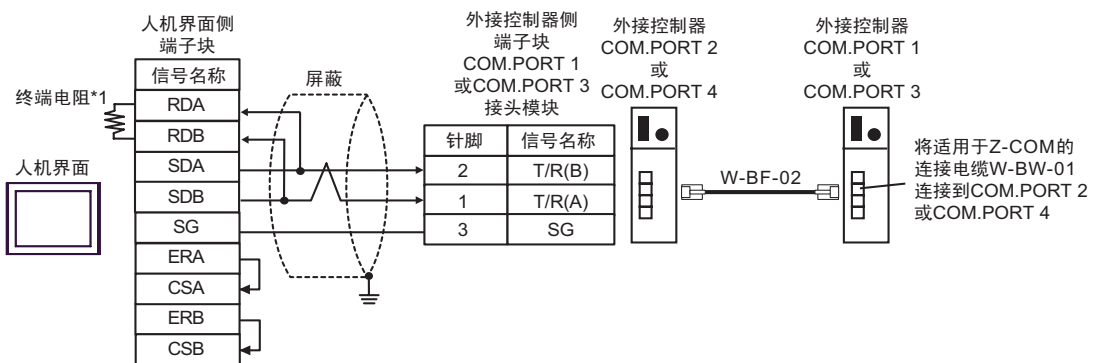 人机界面侧
端子块
信号名称
RDA
RDB
SDA
SDB
SG
ERA
CSA
ERB
CSB
终端电阻*1
人机界面
屏蔽
外接控制器侧
端子块
COM.PORT 1
或COM.PORT 3
接头模块
针脚 信号名称
2 T/R(B)
1 T/R(A)
3 SG
外接控制器
COM.PORT 2
或
COM.PORT 4
W-BF-02
外接控制器
COM.PORT 1
或
COM.PORT 3
将适用于Z-COM的
连接电缆W-BW-01
连接到COM.PORT 2
或COM.PORT 4